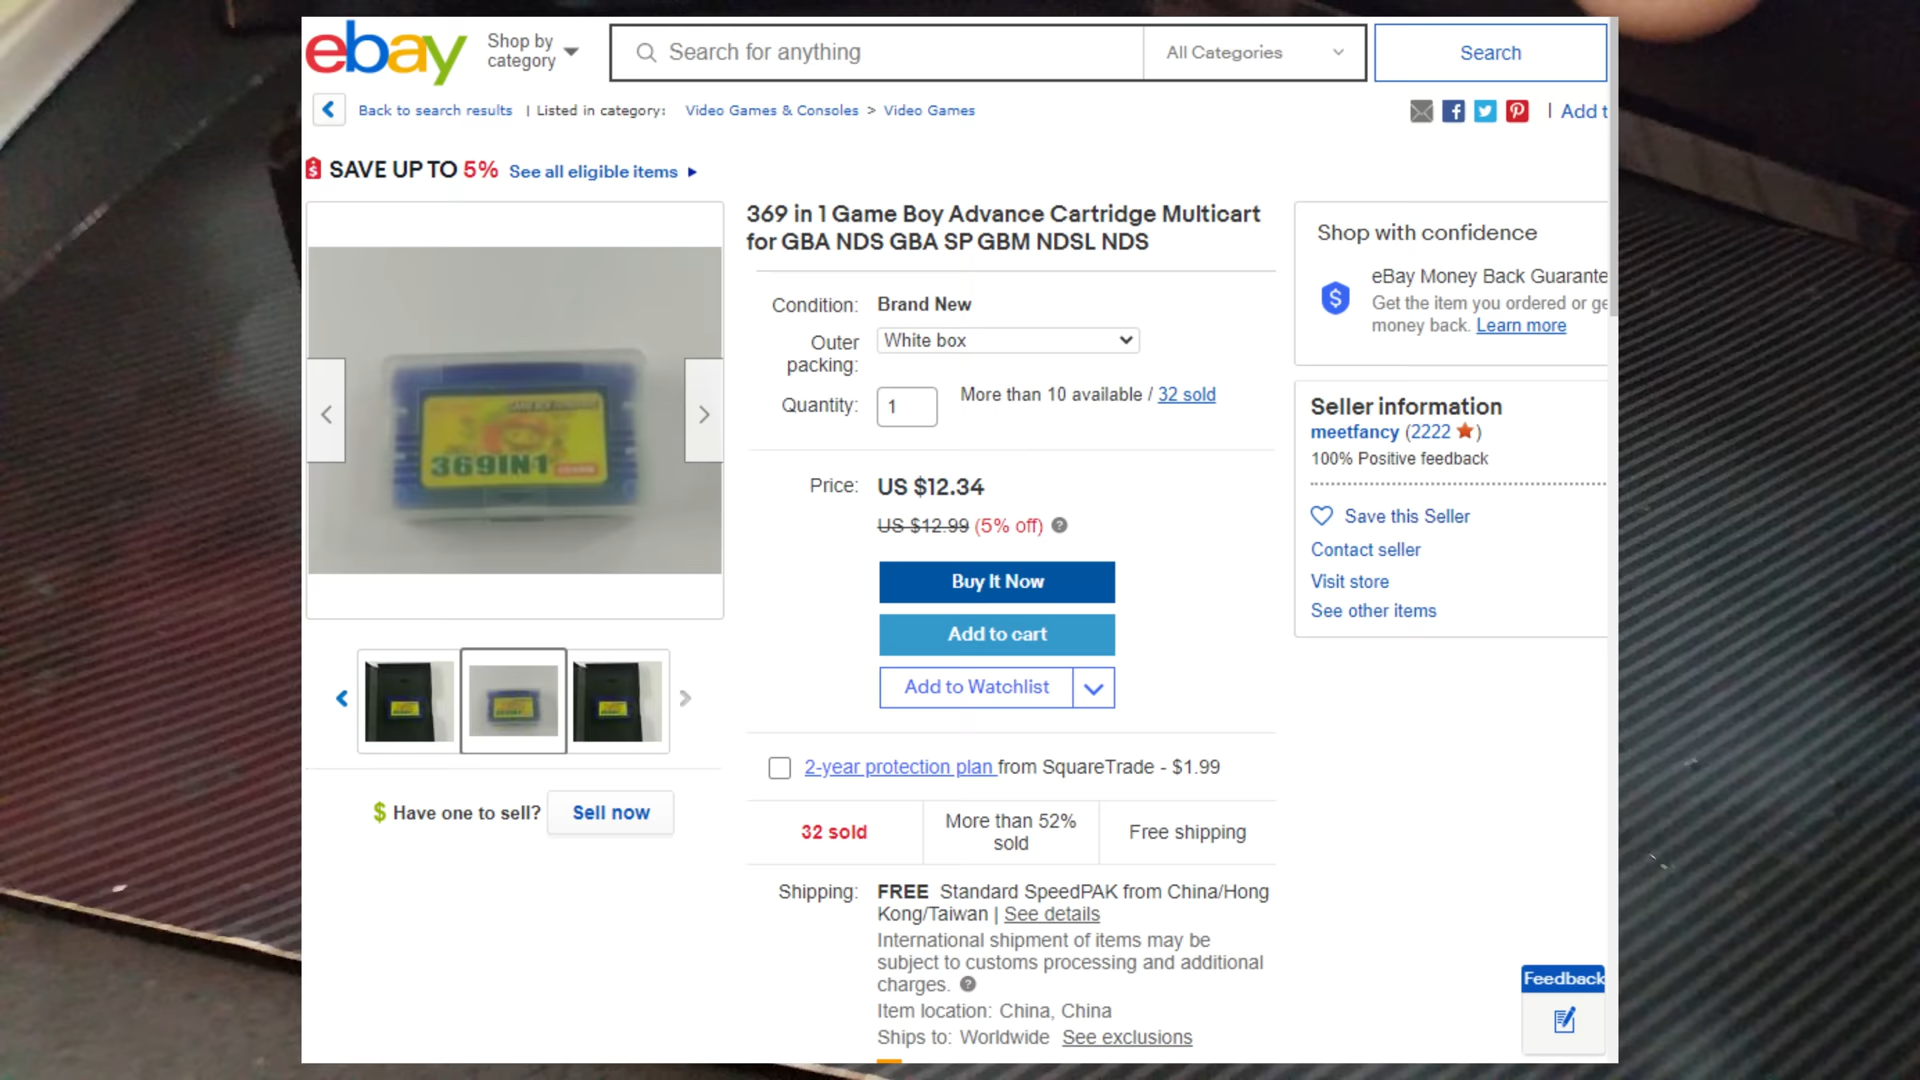 ebay
Shop by
category
Search for anything
All Categories
Search
Back to search results | Listed in category: Video Games & Consoles > Video Games
| Add t
SAVE UP TO 5% See all eligible items
369 in 1 Game Boy Advance Cartridge Multicart
for GBA NDS GBA SP GBM NDSL NDS
Condition: Brand New
Outer
packing:
White box
Quantity: 1
More than 10 available / 32 sold
369IN1
Price: US $12.34
US $12.99 (5% off)
Buy It Now
Add to cart
Add to Watchlist
2-year protection plan from SquareTrade - $1.99
32 sold
More than 52%
sold
Free shipping
Have one to sell? Sell now
Shipping: FREE Standard SpeedPAK from China/Hong
Kong/Taiwan | See details
International shipment of items may be
subject to customs processing and additional
charges.
Item location: China, China
Ships to: Worldwide See exclusions
Shop with confidence
eBay Money Back Guarante
Get the item you ordered or ge
money back. Learn more
Seller information
meetfancy (2222 )
100% Positive feedback
Save this Seller
Contact seller
Visit store
See other items
Feedback